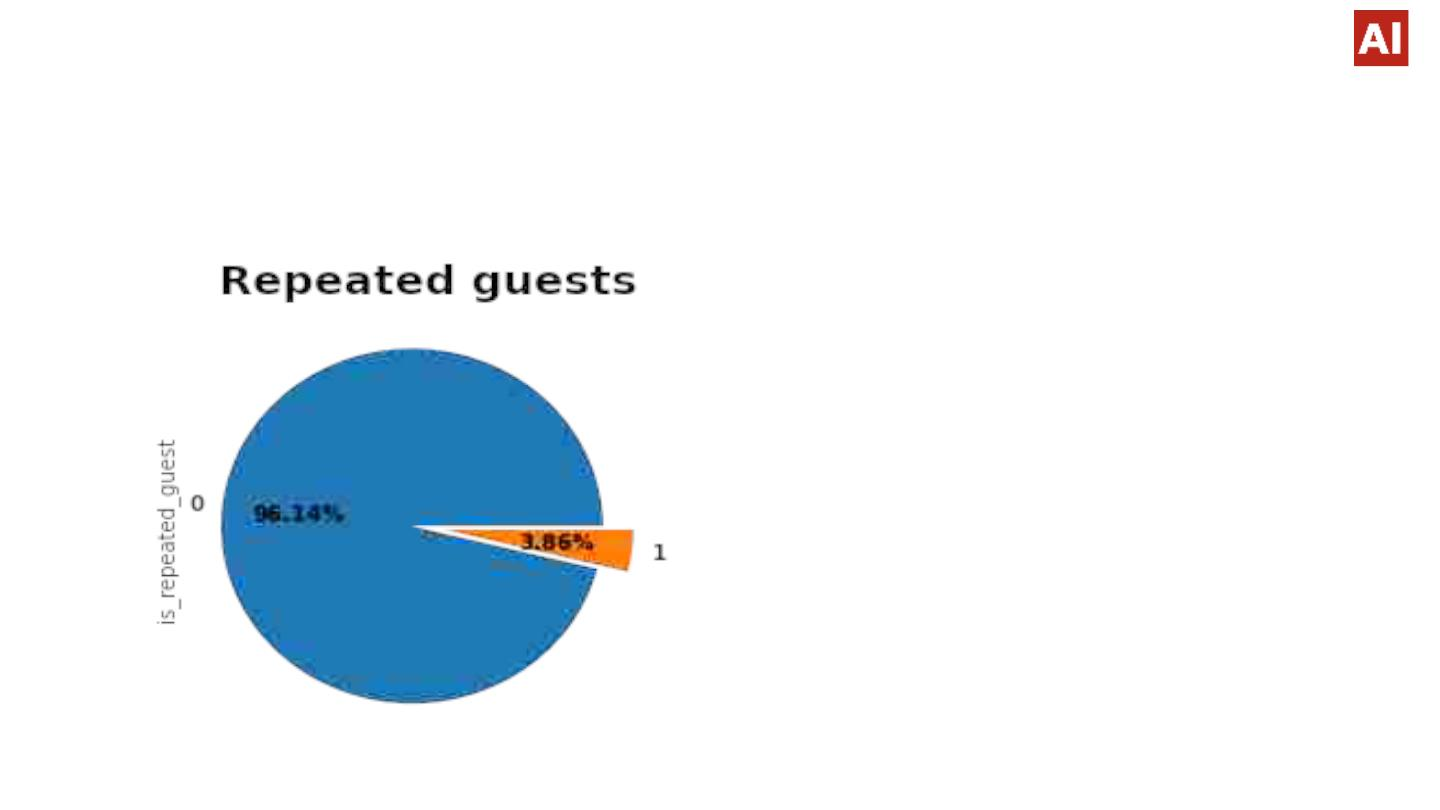 AI
Repeated guests
is_repeated_guest
0
96.14%
3.86%
1